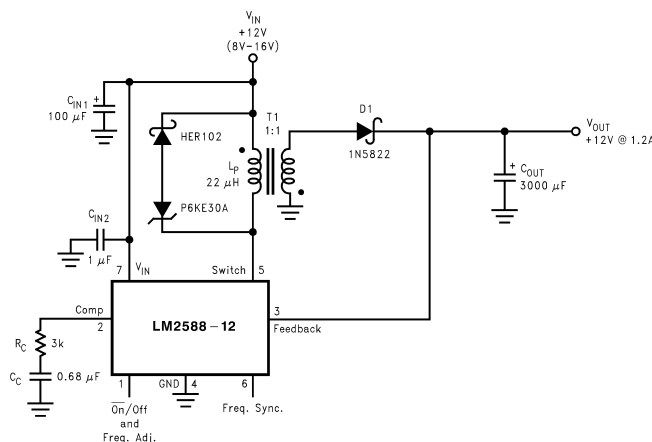 V_IN
+12V
(8V-16V)
C_IN1 +
100 μF
HER102
T1
1:1
D1
1N5822
V_OUT
+12V @ 1.2A
L_P
22 μH
+ C_OUT
3000 μF
P6KE30A
C_IN2
1 μF
7 V_IN
Switch 5
Comp
2
LM2588-12
3
Feedback
R_C 3k
C_C 0.68 μF
1
GND 4
6
On/Off
and
Freq. Adj.
Freq. Sync.